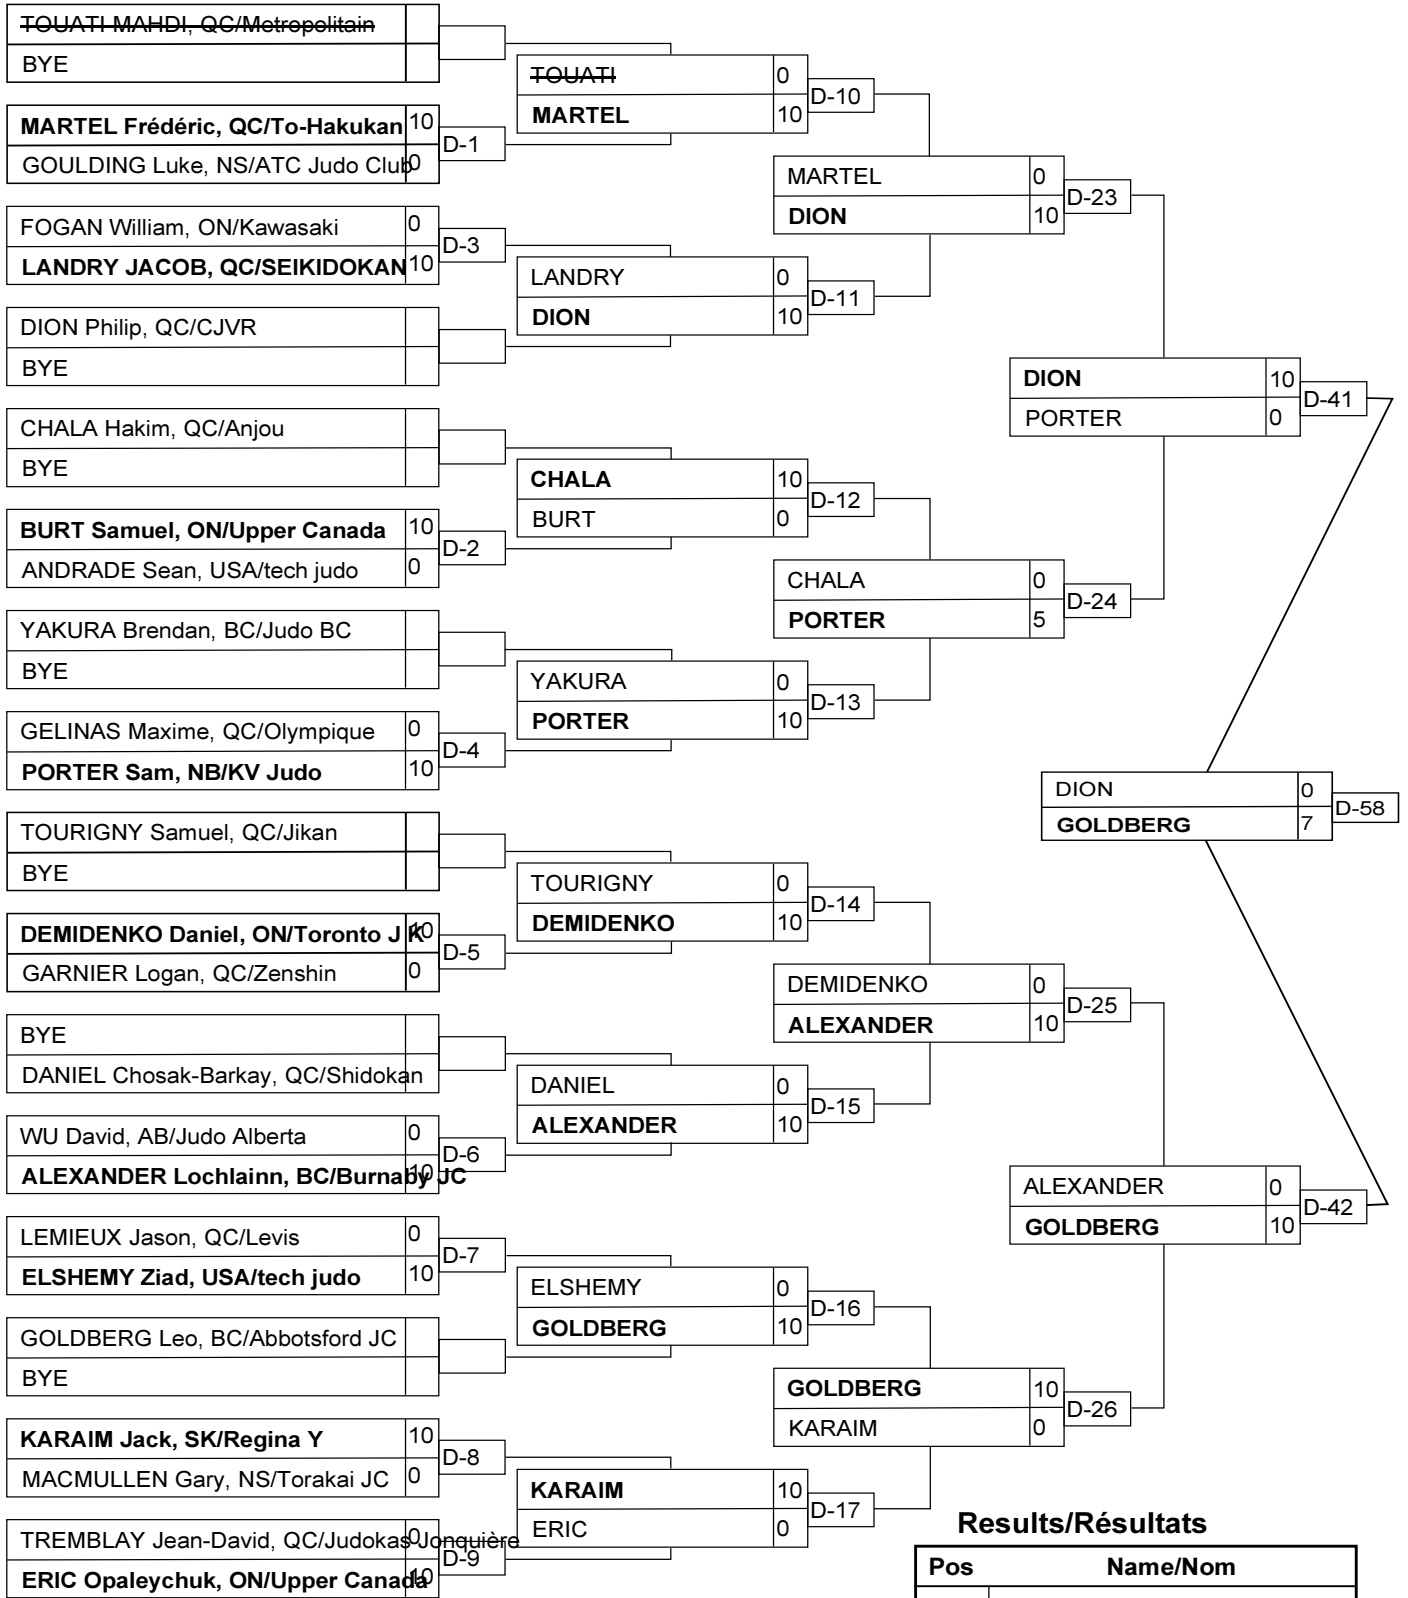 TOUATI MAHDI, QC/Metropolitain
BYE
MARTEL Frédéric, QC/To-Hakukan 10
GOULDING Luke, NS/ATC Judo Club 0
D-1
FOGAN William, ON/Kawasaki 0
LANDRY JACOB, QC/SEIKIDOKAN 10
D-3
DION Philip, QC/CJVR
BYE
CHALA Hakim, QC/Anjou
BYE
BURT Samuel, ON/Upper Canada 10
ANDRADE Sean, USA/tech judo 0
D-2
YAKURA Brendan, BC/Judo BC
BYE
GELINAS Maxime, QC/Olympique 0
PORTER Sam, NB/KV Judo 10
D-4
TOURIGNY Samuel, QC/Jikan
BYE
DEMIDENKO Daniel, ON/Toronto J K 10
GARNIER Logan, QC/Zenshin 0
D-5
BYE
DANIEL Chosak-Barkay, QC/Shidokan
WU David, AB/Judo Alberta 0
ALEXANDER Lochlainn, BC/Burnaby JC 10
D-6
LEMIEUX Jason, QC/Levis 0
ELSHEMY Ziad, USA/tech judo 10
D-7
GOLDBERG Leo, BC/Abbotsford JC
BYE
KARAIM Jack, SK/Regina Y 10
MACMULLEN Gary, NS/Torakai JC 0
D-8
TREMBLAY Jean-David, QC/Judokas Jonquière 0
ERIC Opaleychuk, ON/Upper Canada 10
D-9
TOUATI 0
MARTEL 10
D-10
LANDRY 0
DION 10
D-11
CHALA 10
BURT 0
D-12
YAKURA 0
PORTER 10
D-13
TOURIGNY 0
DEMIDENKO 10
D-14
DANIEL 0
ALEXANDER 10
D-15
ELSHEMY 0
GOLDBERG 10
D-16
KARAIM 10
ERIC 0
D-17
MARTEL 0
DION 10
D-23
CHALA 0
PORTER 5
D-24
DEMIDENKO 0
ALEXANDER 10
D-25
GOLDBERG 10
KARAIM 0
D-26
DION 10
PORTER 0
D-41
ALEXANDER 0
GOLDBERG 10
D-42
DION 0
GOLDBERG 7
D-58
Results/Résultats
Pos Name/Nom